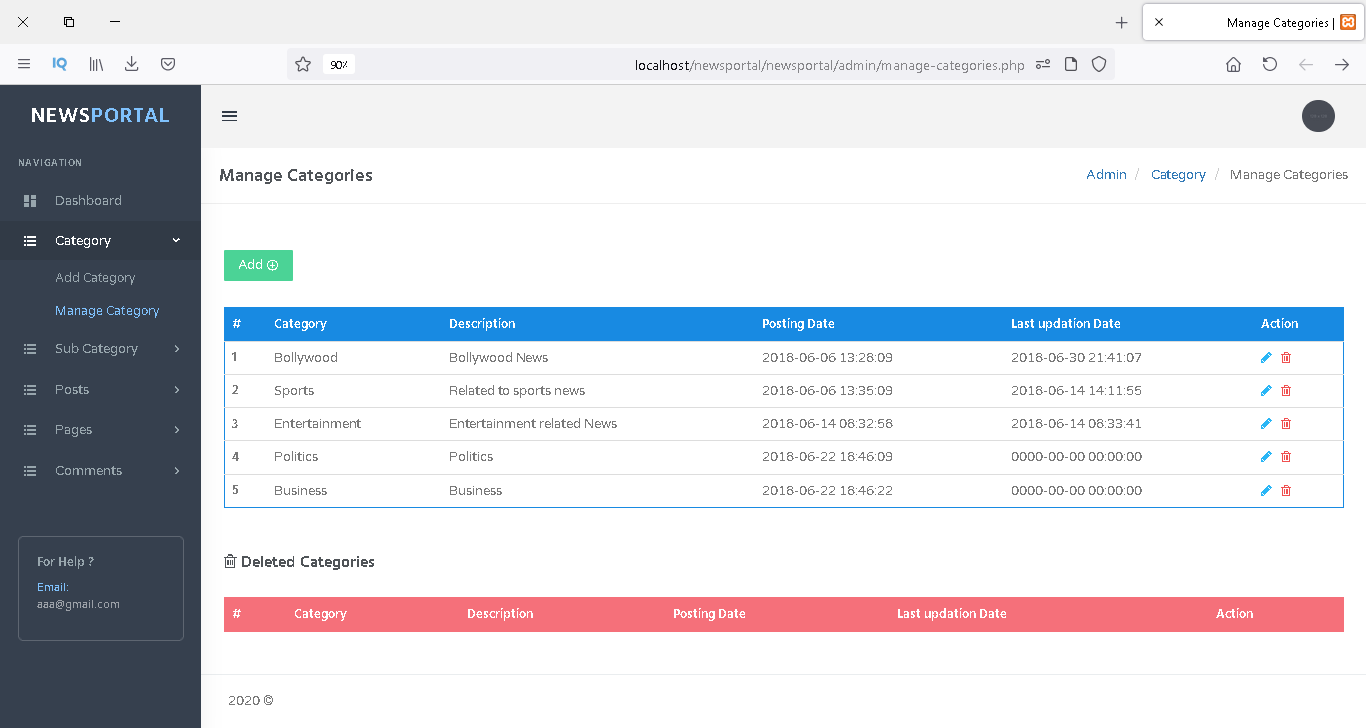 Manage Categories |
90%
localhost/newsportal/newsportal/admin/manage-categories.php
NEWSPORTAL
NAVIGATION
Dashboard
Category
Add Category
Manage Category
Sub Category
Posts
Pages
Comments
For Help ?
Email:
aaa@gmail.com
Manage Categories
Admin / Category / Manage Categories
Add
# Category Description Posting Date Last updation Date Action
1 Bollywood Bollywood News 2018-06-06 13:28:09 2018-06-30 21:41:07
2 Sports Related to sports news 2018-06-06 13:35:09 2018-06-14 14:11:55
3 Entertainment Entertainment related News 2018-06-14 08:32:58 2018-06-14 08:33:41
4 Politics Politics 2018-06-22 18:46:09 0000-00-00 00:00:00
5 Business Business 2018-06-22 18:46:22 0000-00-00 00:00:00
Deleted Categories
# Category Description Posting Date Last updation Date Action
2020 ©